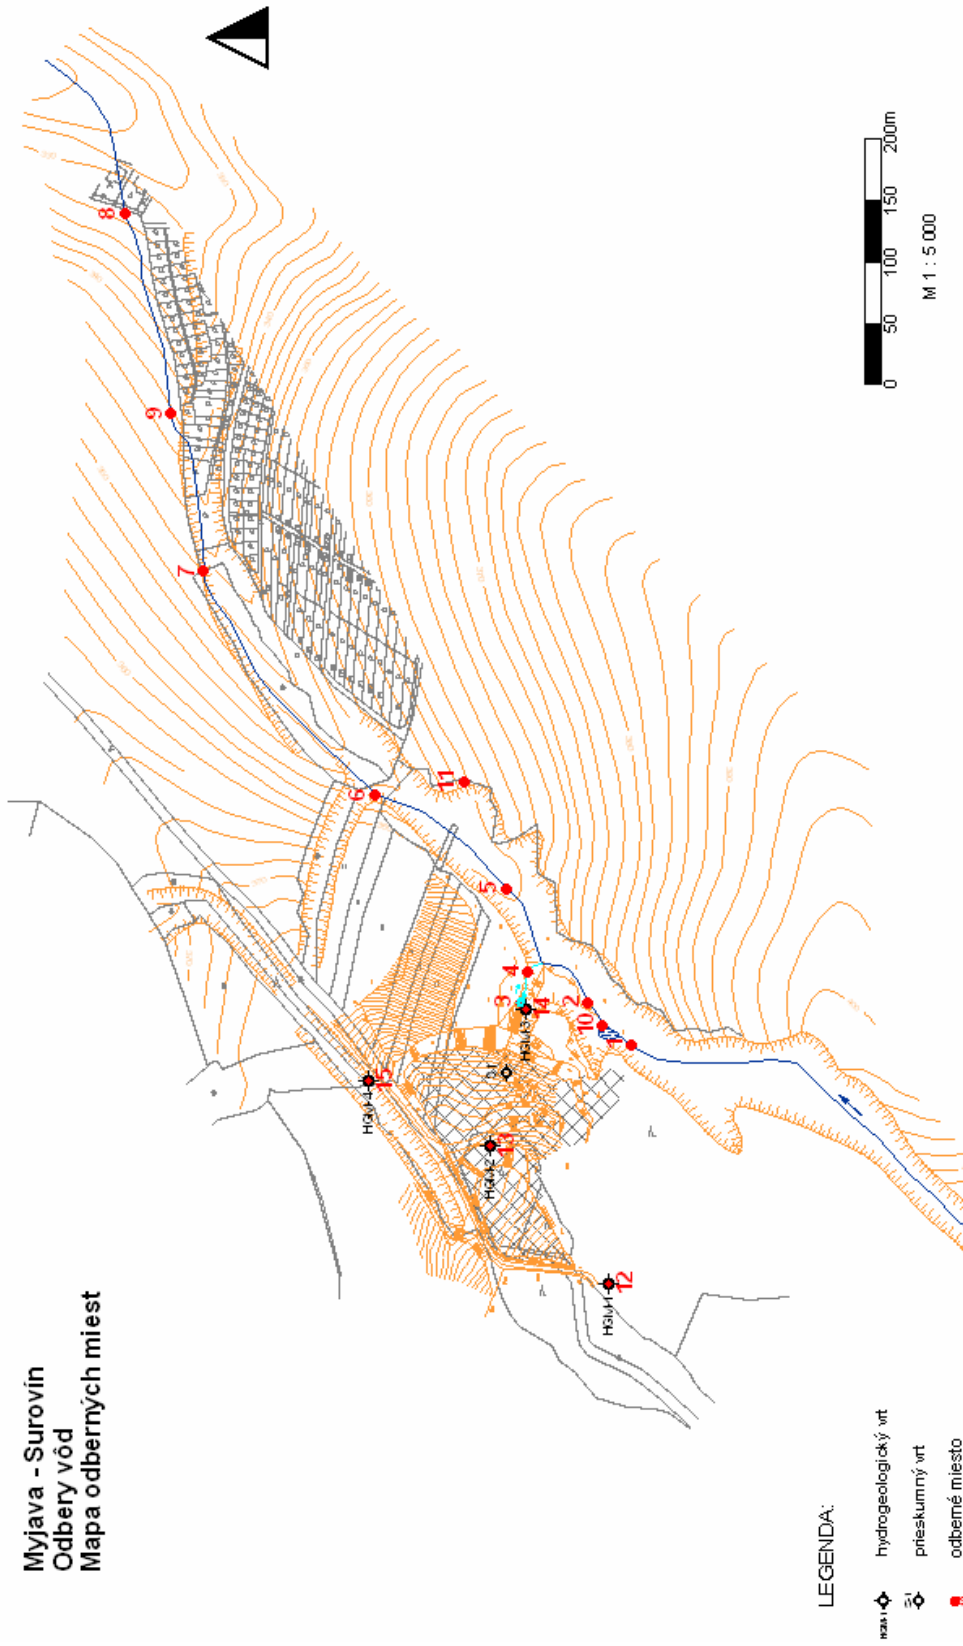 Myjava - Surovín
Odbery vôd
Mapa odberných miest
8
9
7
6
11
5
4
3
14
HGM-3
2
10
1
15
HGM-4
13
HGM-2
12
HGM-1
0 50 100 150 200m
M 1 : 5 000
LEGENDA:
HGM-1 hydrogeologický vrt
prieskumný vrt
odberné miesto